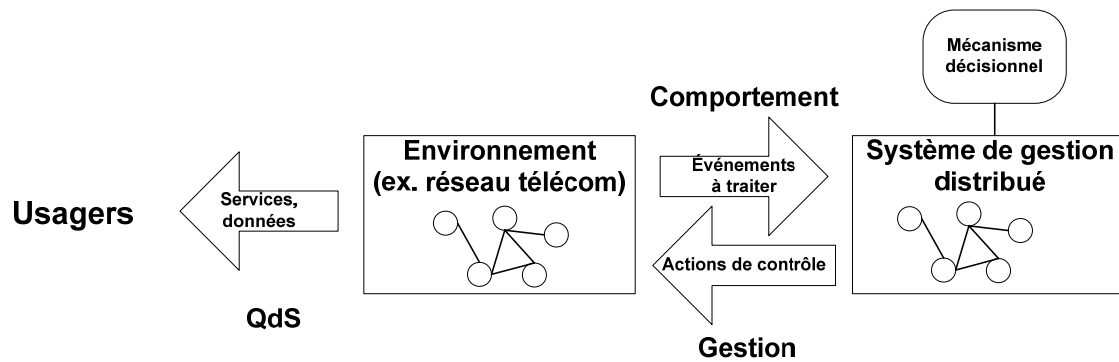 Mécanisme
décisionnel
Comportement
Environnement
(ex. réseau télécom)
Événements
à traiter
Système de gestion
distribué
Services,
données
Usagers
Actions de contrôle
QdS
Gestion